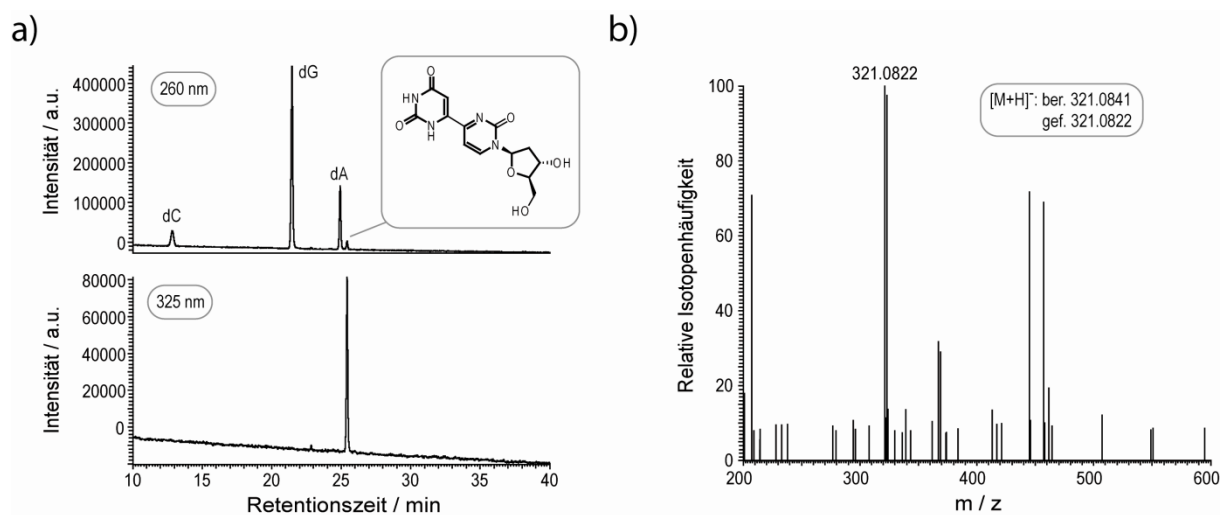 a)
400000
300000
200000
100000
0
Intensität / a.u.
260 nm
dC
dG
dA
O
HN
O
N
H
N
O
N
O
OH
HO
80000
60000
40000
20000
0
Intensität / a.u.
325 nm
10
15
20
25
30
35
40
Retentionszeit / min
b)
321.0822
[M+H]⁻: ber. 321.0841
gef. 321.0822
100
80
60
40
20
0
Relative Isotopenhäufigkeit
200
300
400
500
600
m / z